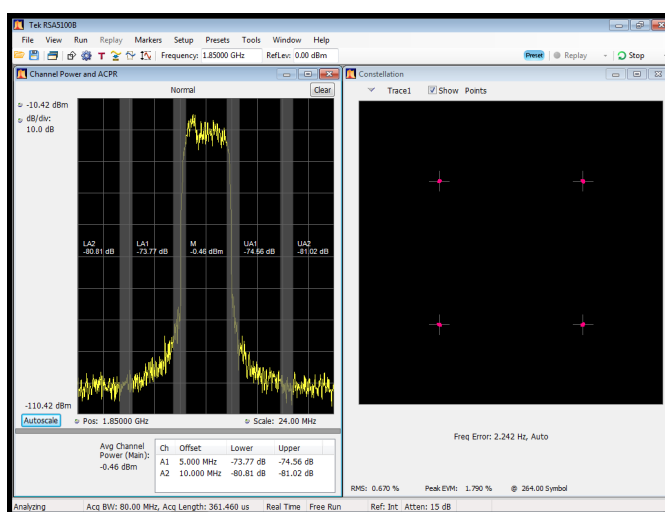 Tek RSA5100B
File View Run Replay Markers Setup Presets Tools Window Help
Frequency: 1.85000 GHz RefLev: 0.00 dBm Preset Replay Stop
Channel Power and ACPR
Normal
Clear
-10.42 dBm
dB/div:
10.0 dB
LA2 LA1 M UA1 UA2
-80.81 dB -73.77 dB -0.46 dBm -74.56 dB -81.02 dB
-110.42 dBm
Autoscale Pos: 1.85000 GHz Scale: 24.00 MHz
Avg Channel
Power (Main):
-0.46 dBm
Ch Offset Lower Upper
A1 5.000 MHz -73.77 dB -74.56 dB
A2 10.000 MHz -80.81 dB -81.02 dB
Constellation
Trace1 Show Points
Freq Error: 2.242 Hz, Auto
RMS: 0.670 % Peak EVM: 1.790 % @ 264.00 Symbol
Analyzing Acq BW: 80.00 MHz, Acq Length: 361.460 us Real Time Free Run Ref: Int Atten: 15 dB